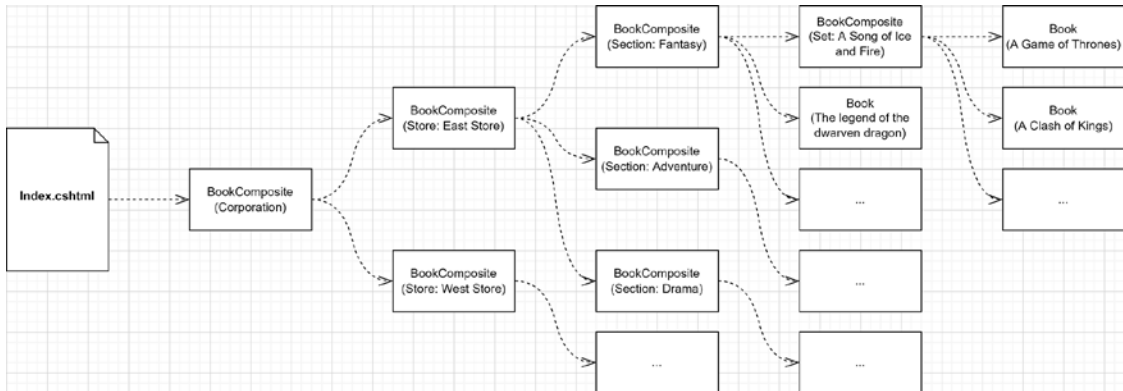 Index.cshtml
BookComposite
(Corporation)
BookComposite
(Store: East Store)
BookComposite
(Store: West Store)
BookComposite
(Section: Fantasy)
BookComposite
(Section: Adventure)
BookComposite
(Section: Drama)
...
BookComposite
(Set: A Song of Ice
and Fire)
Book
(The legend of the
dwarven dragon)
...
...
...
Book
(A Game of Thrones)
Book
(A Clash of Kings)
...